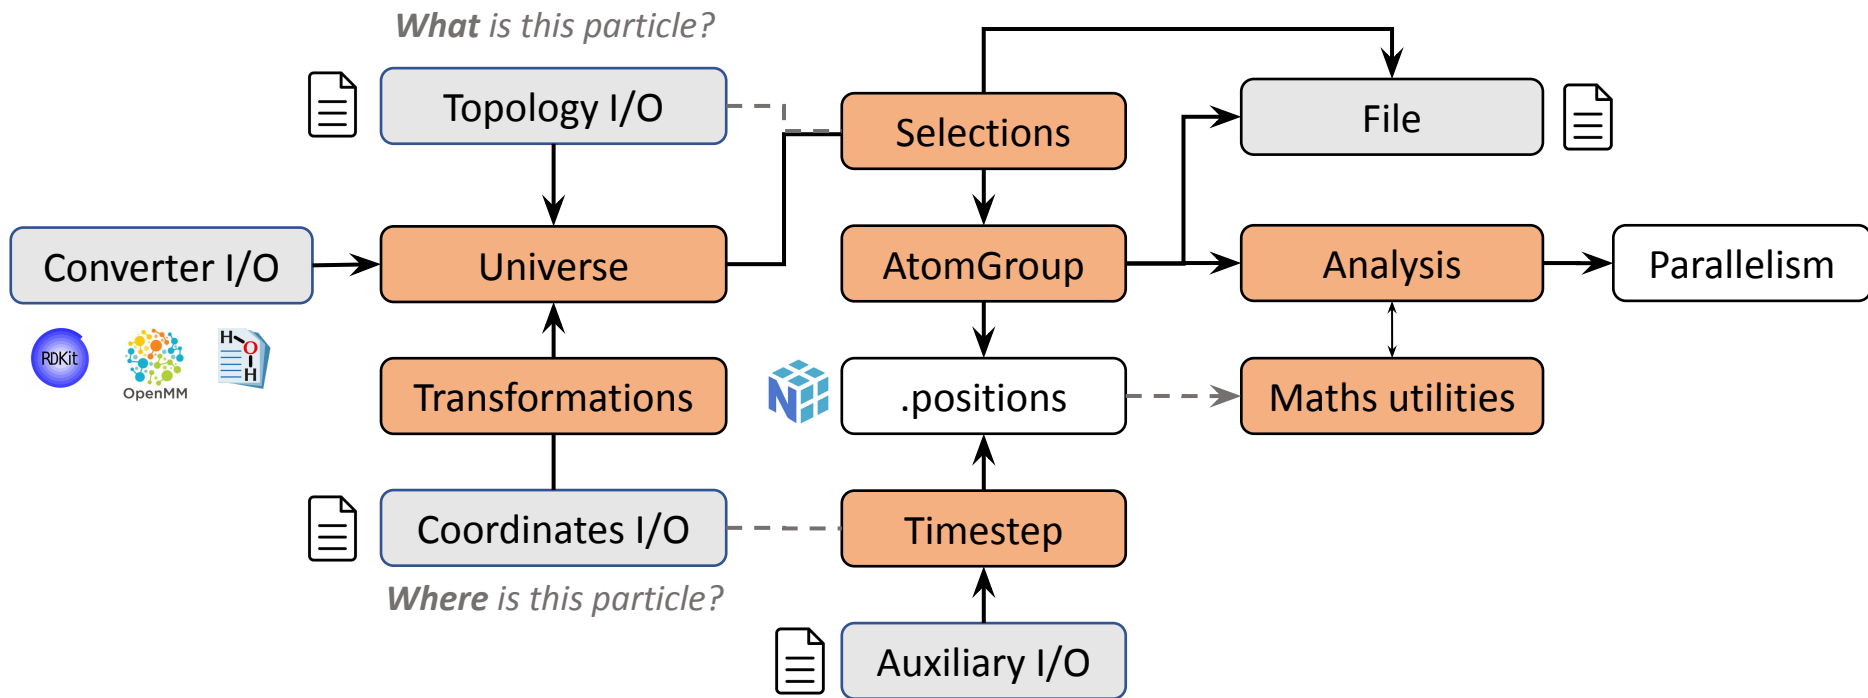 What is this particle?
Topology I/O
Selections
File
Converter I/O
Universe
AtomGroup
Analysis
Parallelism
RDKit
OpenMM
H
O
H
Transformations
N
.positions
Maths utilities
Coordinates I/O
Timestep
Where is this particle?
Auxiliary I/O